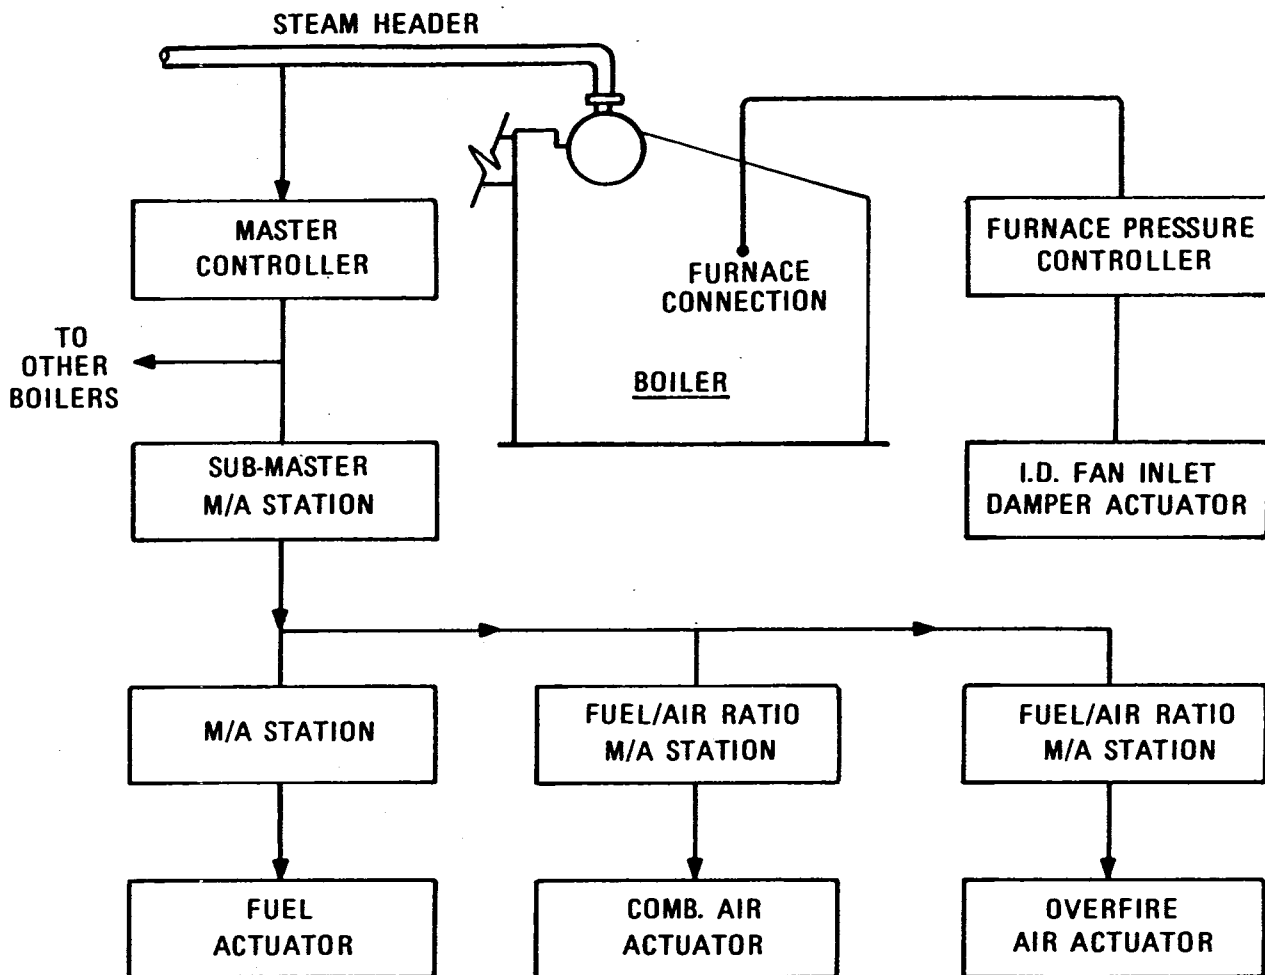 STEAM HEADER
MASTER
CONTROLLER
FURNACE PRESSURE
CONTROLLER
FURNACE
CONNECTION
TO
OTHER
BOILERS
BOILER
SUB-MASTER
M/A STATION
I.D. FAN INLET
DAMPER ACTUATOR
M/A STATION
FUEL/AIR RATIO
M/A STATION
FUEL/AIR RATIO
M/A STATION
FUEL
ACTUATOR
COMB. AIR
ACTUATOR
OVERFIRE
AIR ACTUATOR